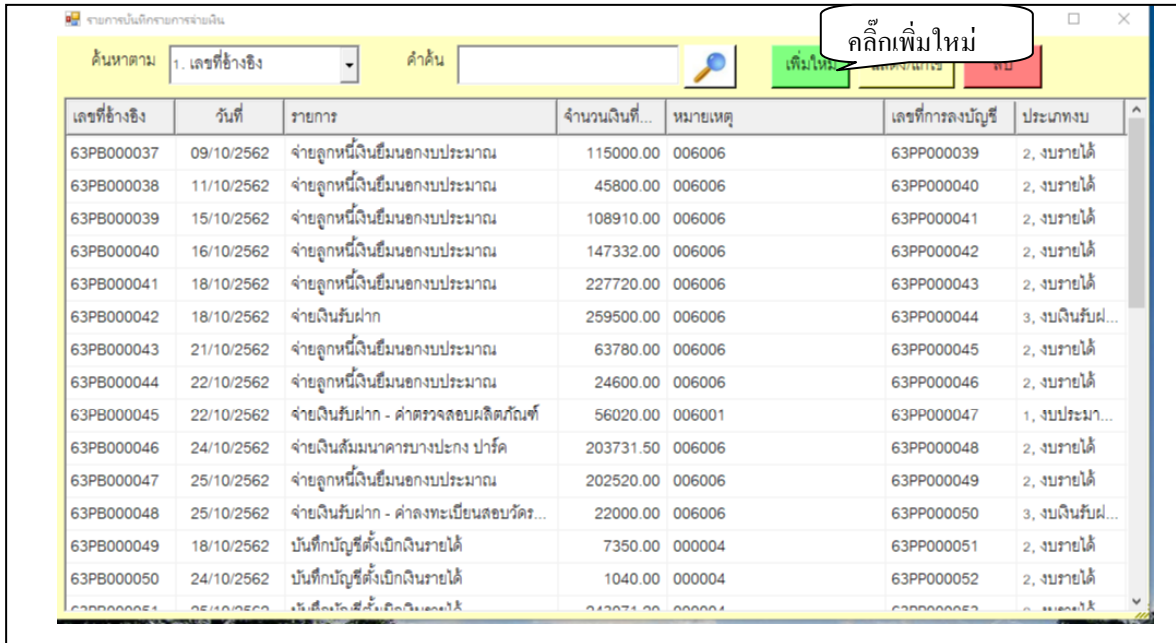 รายการบันทึกรายการจ่ายเงิน
คลิ๊กเพิ่มใหม่
ค้นหาตาม 1. เลขที่อ้างอิง คำค้น เพิ่มใหม่
เลขที่อ้างอิง วันที่ รายการ จำนวนเงินที่... หมายเหตุ เลขที่การลงบัญชี ประเภทงบ
63PB000037 09/10/2562 จ่ายลูกหนี้เงินยืมนอกงบประมาณ 115000.00 006006 63PP000039 2, งบรายได้
63PB000038 11/10/2562 จ่ายลูกหนี้เงินยืมนอกงบประมาณ 45800.00 006006 63PP000040 2, งบรายได้
63PB000039 15/10/2562 จ่ายลูกหนี้เงินยืมนอกงบประมาณ 108910.00 006006 63PP000041 2, งบรายได้
63PB000040 16/10/2562 จ่ายลูกหนี้เงินยืมนอกงบประมาณ 147332.00 006006 63PP000042 2, งบรายได้
63PB000041 18/10/2562 จ่ายลูกหนี้เงินยืมนอกงบประมาณ 227720.00 006006 63PP000043 2, งบรายได้
63PB000042 18/10/2562 จ่ายเงินรับฝาก 259500.00 006006 63PP000044 3, งบเงินรับฝ...
63PB000043 21/10/2562 จ่ายลูกหนี้เงินยืมนอกงบประมาณ 63780.00 006006 63PP000045 2, งบรายได้
63PB000044 22/10/2562 จ่ายลูกหนี้เงินยืมนอกงบประมาณ 24600.00 006006 63PP000046 2, งบรายได้
63PB000045 22/10/2562 จ่ายเงินรับฝาก - ค่าตรวจสอบผลิตภัณฑ์ 56020.00 006001 63PP000047 1, งบประมา...
63PB000046 24/10/2562 จ่ายเงินสัมมนาคารบางปะกง ปาร์ค 203731.50 006006 63PP000048 2, งบรายได้
63PB000047 25/10/2562 จ่ายลูกหนี้เงินยืมนอกงบประมาณ 202520.00 006006 63PP000049 2, งบรายได้
63PB000048 25/10/2562 จ่ายเงินรับฝาก - ค่าลงทะเบียนสอบวัดร... 22000.00 006006 63PP000050 3, งบเงินรับฝ...
63PB000049 18/10/2562 บันทึกบัญชีตั้งเบิกเงินรายได้ 7350.00 000004 63PP000051 2, งบรายได้
63PB000050 24/10/2562 บันทึกบัญชีตั้งเบิกเงินรายได้ 1040.00 000004 63PP000052 2, งบรายได้